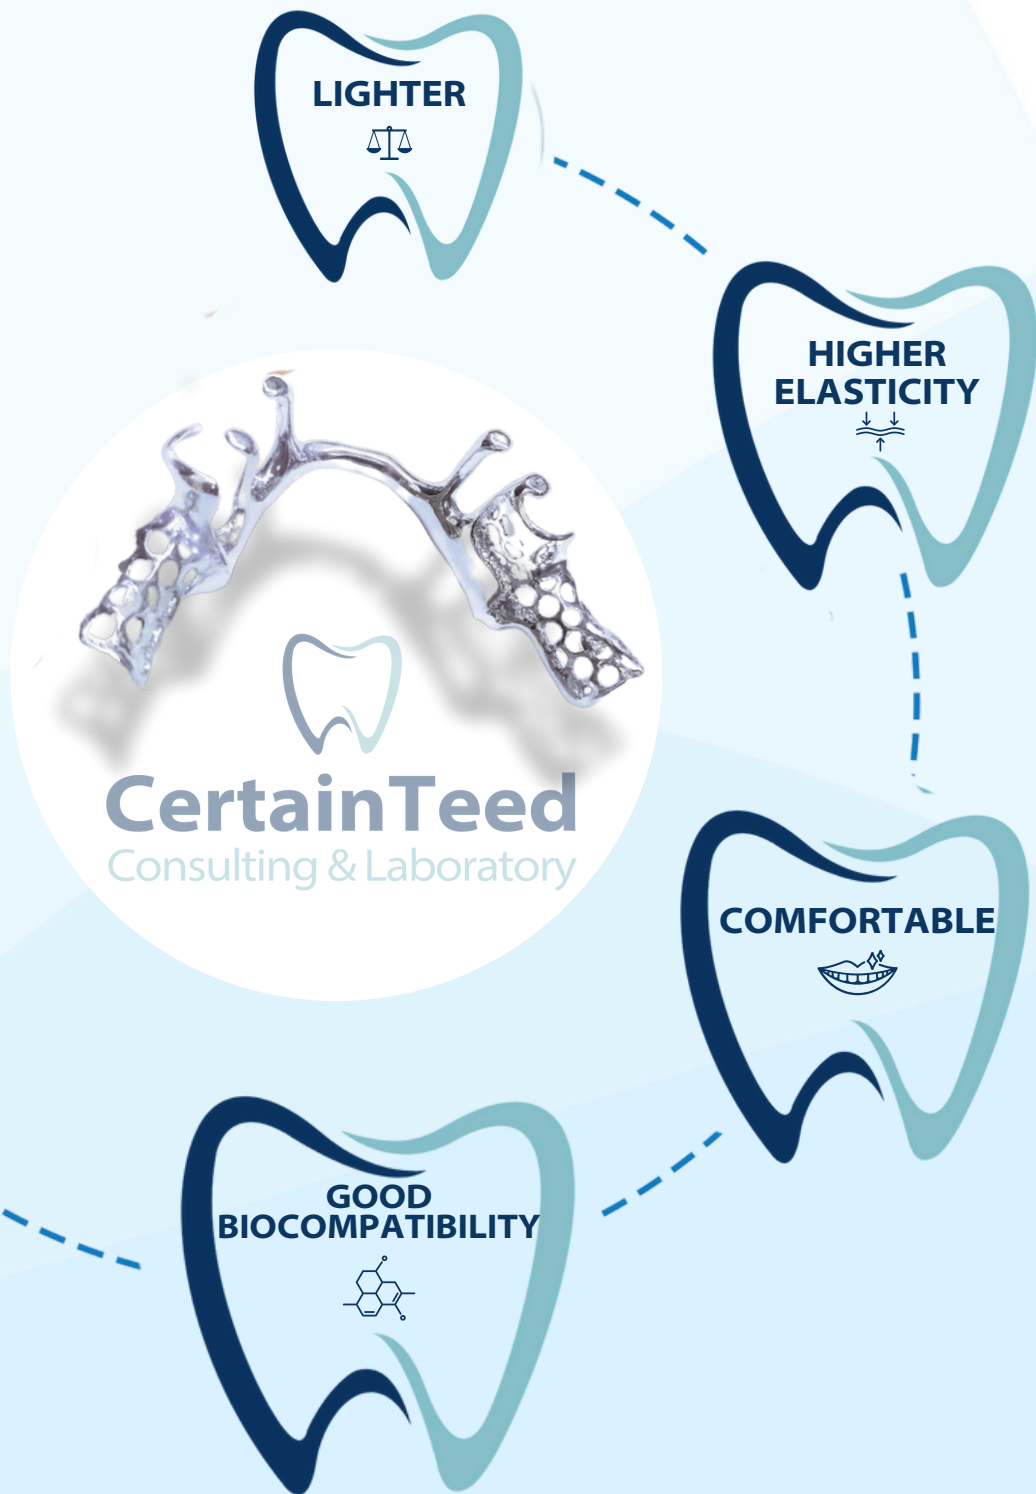 LIGHTER
HIGHER
ELASTICITY
CertainTeed
Consulting & Laboratory
COMFORTABLE
GOOD
BIOCOMPATIBILITY